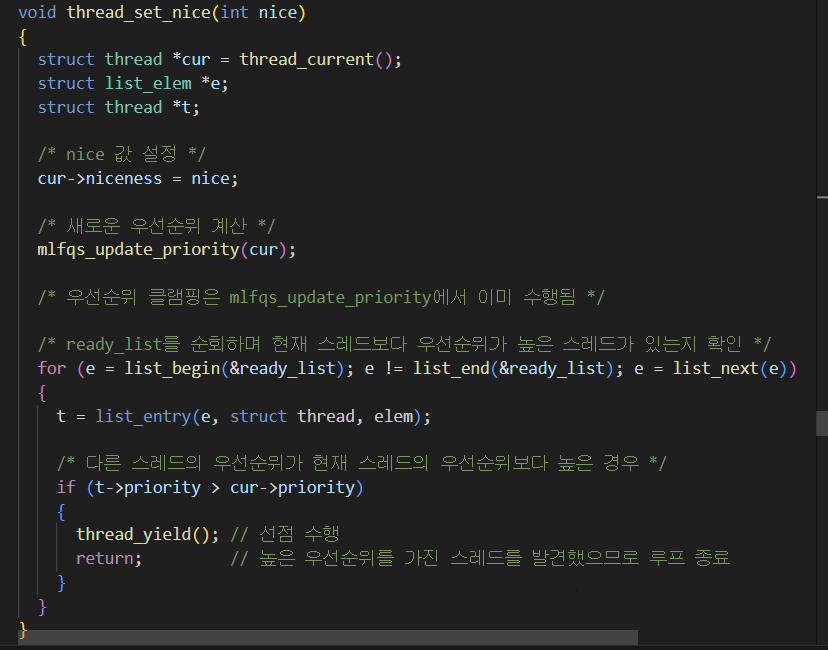 void thread_set_nice(int nice)
{
  struct thread *cur = thread_current();
  struct list_elem *e;
  struct thread *t;

  /* nice 값 설정 */
  cur->niceness = nice;

  /* 새로운 우선순위 계산 */
  mlfqs_update_priority(cur);

  /* 우선순위 클램핑은 mlfqs_update_priority에서 이미 수행됨 */

  /* ready_list를 순회하며 현재 스레드보다 우선순위가 높은 스레드가 있는지 확인 */
  for (e = list_begin(&ready_list); e != list_end(&ready_list); e = list_next(e))
  {
    t = list_entry(e, struct thread, elem);

    /* 다른 스레드의 우선순위가 현재 스레드의 우선순위보다 높은 경우 */
    if (t->priority > cur->priority)
    {
      thread_yield(); // 선점 수행
      return;         // 높은 우선순위를 가진 스레드를 발견했으므로 루프 종료
    }
  }
}